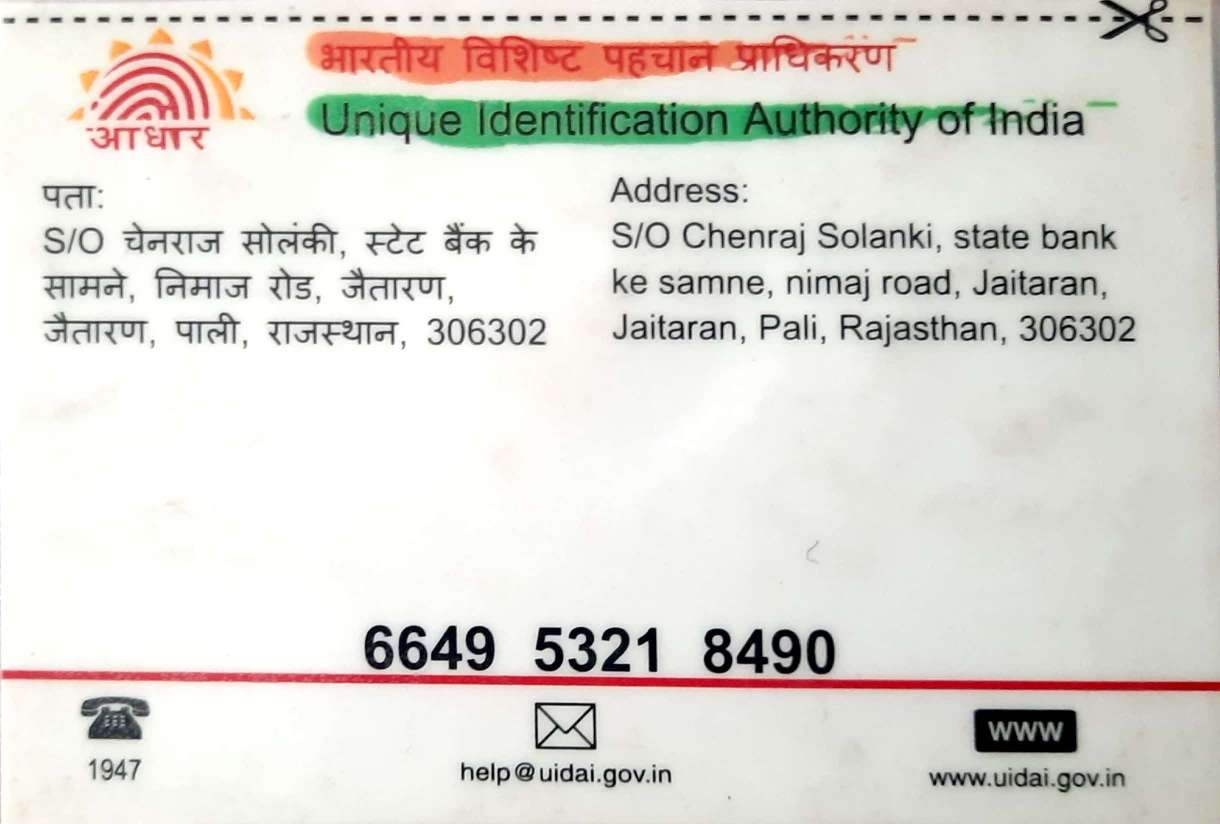 भारतीय विशिष्ट पहचान प्राधिकरण
Unique Identification Authority of India
आधार
पता:
S/O चेनराज सोलंकी, स्टेट बैंक के
सामने, निमाज रोड, जैतारण,
जैतारण, पाली, राजस्थान, 306302
Address:
S/O Chenraj Solanki, state bank
ke samne, nimaj road, Jaitaran,
Jaitaran, Pali, Rajasthan, 306302
6649 5321 8490
1947
help@uidai.gov.in
www
www.uidai.gov.in